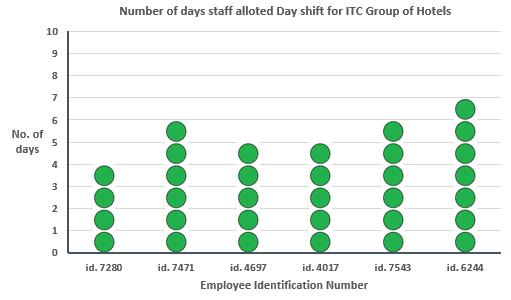 Number of days staff alloted Day shift for ITC Group of Hotels
10
9
8
7
6
5
4
3
2
1
0
No. of
days
id. 7280 id. 7471 id. 4697 id. 4017 id. 7543 id. 6244
Employee Identification Number